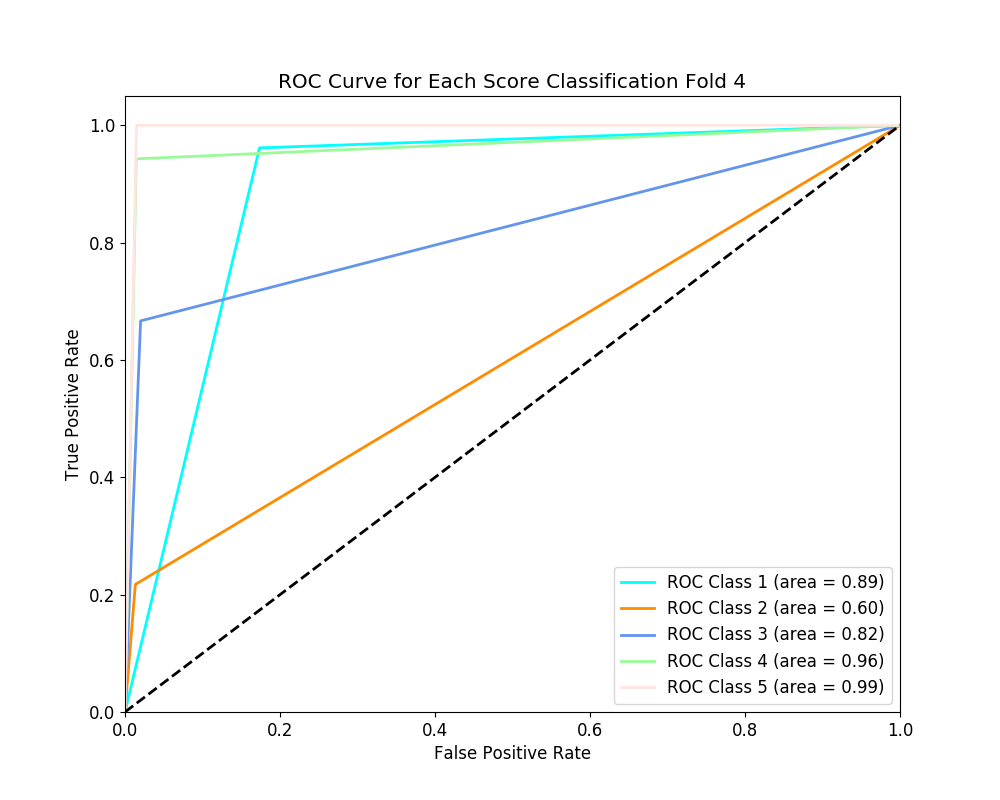 ROC Curve for Each Score Classification Fold 4
1.0
0.8
0.6
0.4
0.2
0.0
True Positive Rate
0.0 0.2 0.4 0.6 0.8 1.0
False Positive Rate
ROC Class 1 (area = 0.89)
ROC Class 2 (area = 0.60)
ROC Class 3 (area = 0.82)
ROC Class 4 (area = 0.96)
ROC Class 5 (area = 0.99)